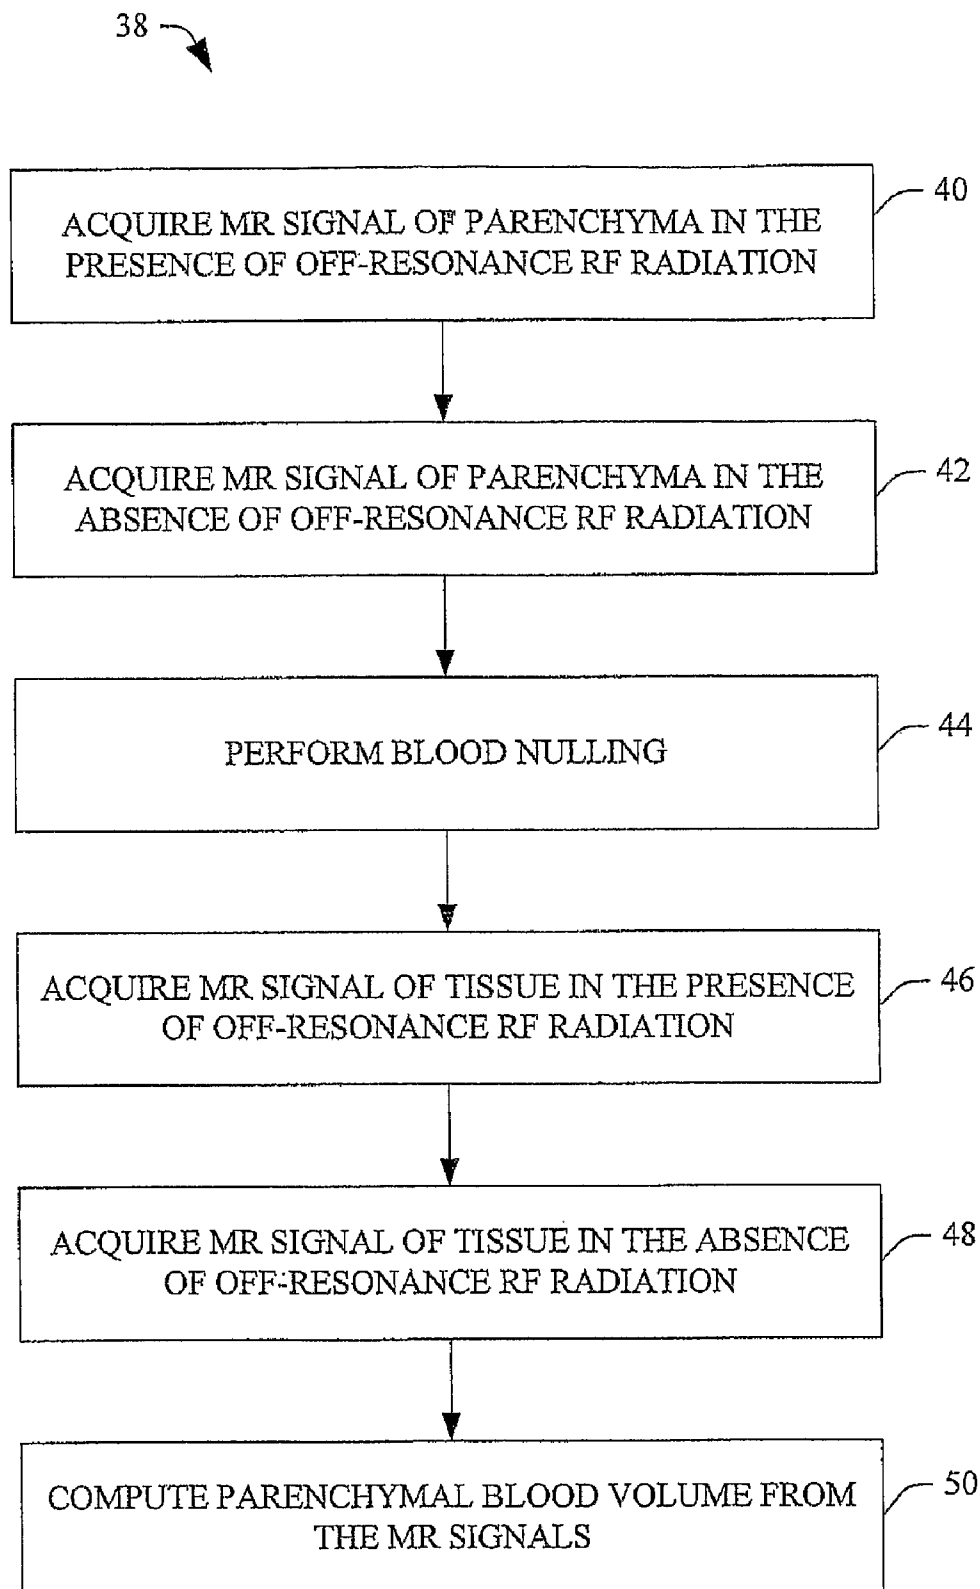 38
ACQUIRE MR SIGNAL OF PARENCHYMA IN THE
PRESENCE OF OFF-RESONANCE RF RADIATION
40
ACQUIRE MR SIGNAL OF PARENCHYMA IN THE
ABSENCE OF OFF-RESONANCE RF RADIATION
42
PERFORM BLOOD NULLING
44
ACQUIRE MR SIGNAL OF TISSUE IN THE PRESENCE
OF OFF-RESONANCE RF RADIATION
46
ACQUIRE MR SIGNAL OF TISSUE IN THE ABSENCE
OF OFF-RESONANCE RF RADIATION
48
COMPUTE PARENCHYMAL BLOOD VOLUME FROM
THE MR SIGNALS
50